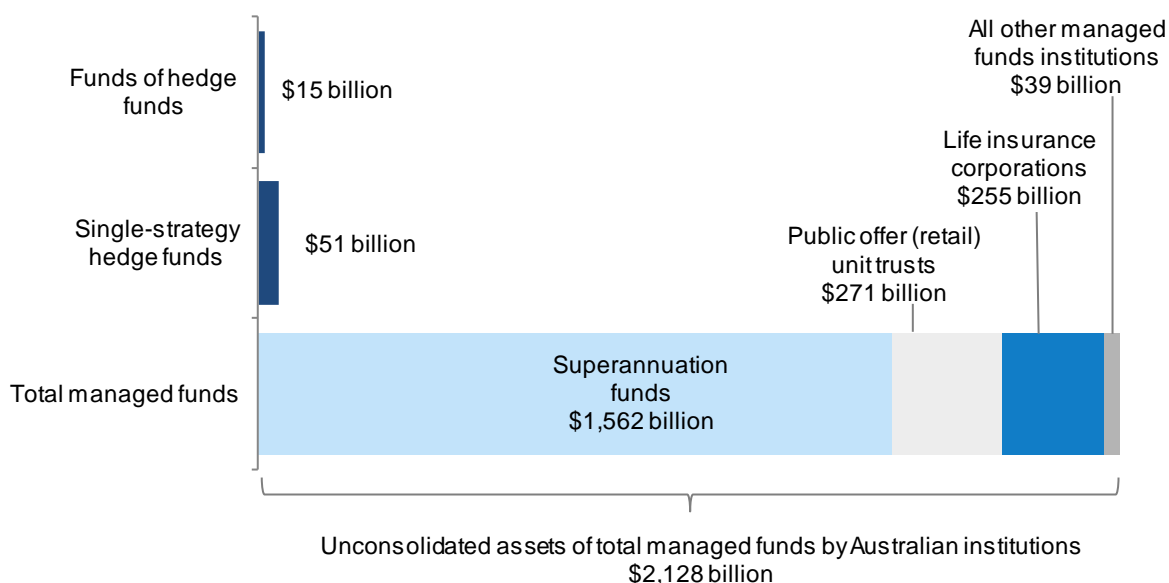 All other managed
funds institutions
$39 billion
Funds of hedge
funds
$15 billion
Life insurance
corporations
$255 billion
Single-strategy
hedge funds
$51 billion
Public offer (retail)
unit trusts
$271 billion
Total managed funds
Superannuation
funds
$1,562 billion
Unconsolidated assets of total managed funds by Australian institutions
$2,128 billion